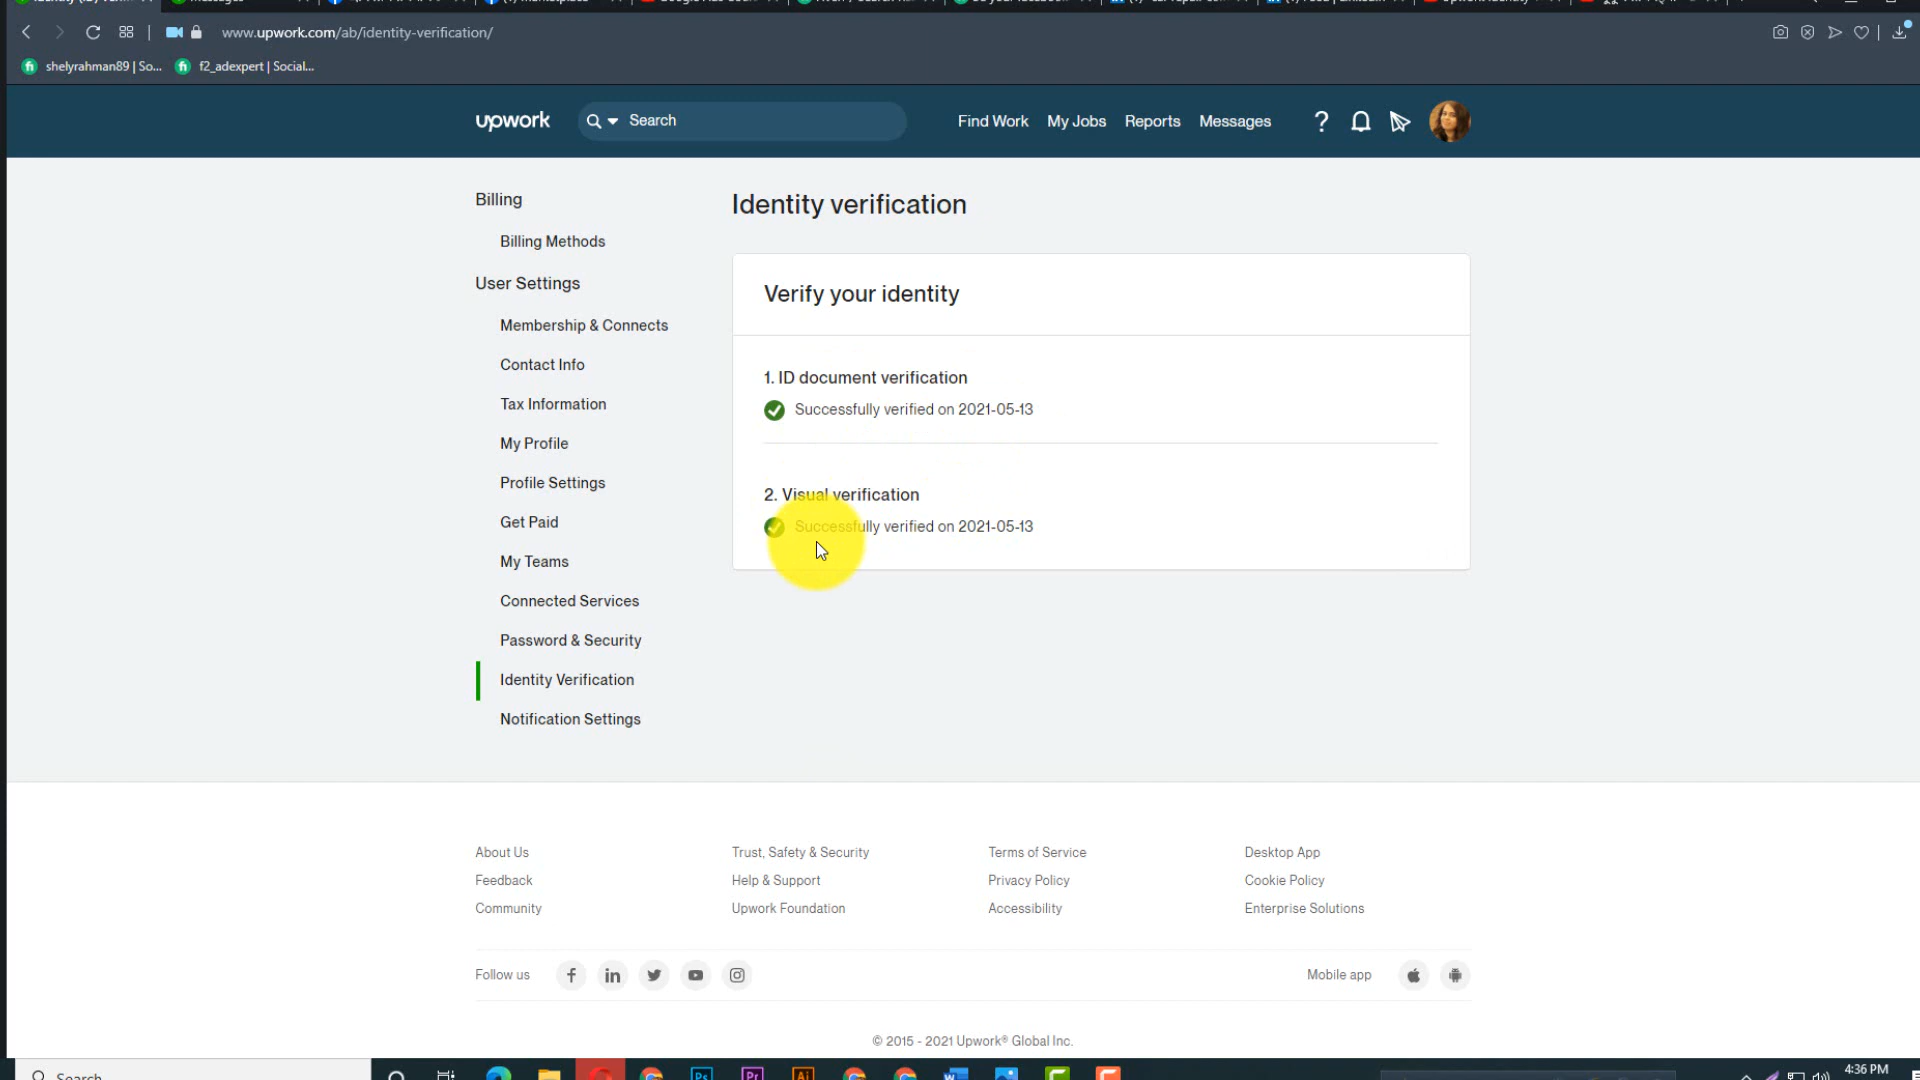 www.upwork.com/ab/identity-verification/
shelyrahman89 | So... f2_adexpert | Social...
upwork Search Find Work My Jobs Reports Messages
Billing
Billing Methods
User Settings
Membership & Connects
Contact Info
Tax Information
My Profile
Profile Settings
Get Paid
My Teams
Connected Services
Password & Security
Identity Verification
Notification Settings
Identity verification
Verify your identity
1. ID document verification
Successfully verified on 2021-05-13
2. Visual verification
Successfully verified on 2021-05-13
About Us Trust, Safety & Security Terms of Service Desktop App
Feedback Help & Support Privacy Policy Cookie Policy
Community Upwork Foundation Accessibility Enterprise Solutions
Follow us Mobile app
© 2015 - 2021 Upwork® Global Inc.
Search Ps Pr Ai 4:36 PM